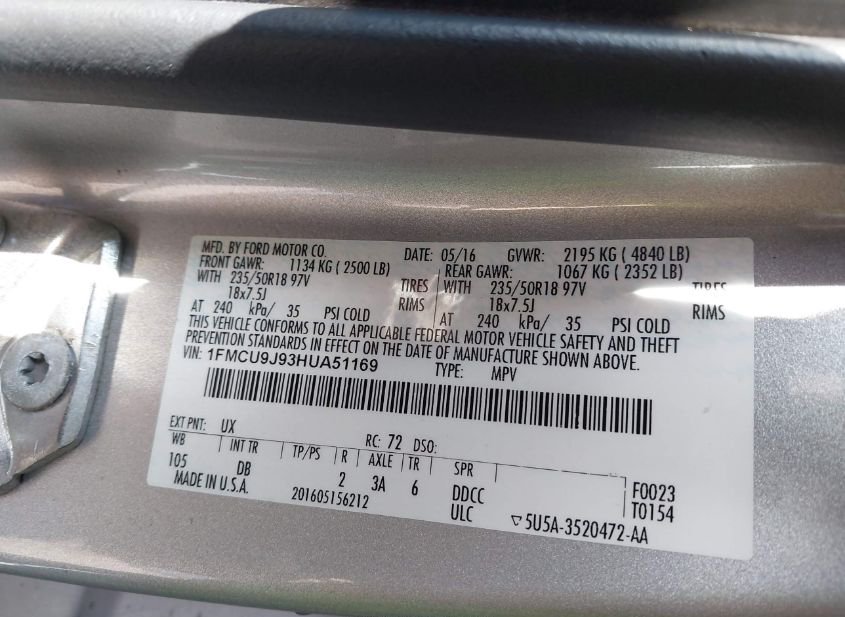 MFD. BY FORD MOTOR CO. DATE: 05/16 GVWR: 2195 KG ( 4840 LB)
FRONT GAWR: 1134 KG ( 2500 LB) REAR GAWR: 1067 KG ( 2352 LB)
WITH 235/50R18 97V TIRES WITH 235/50R18 97V TIRES
18x7.5J RIMS 18x7.5J RIMS
AT 240 kPa/ 35 PSI COLD AT 240 kPa/ 35 PSI COLD
THIS VEHICLE CONFORMS TO ALL APPLICABLE FEDERAL MOTOR VEHICLE SAFETY AND THEFT
PREVENTION STANDARDS IN EFFECT ON THE DATE OF MANUFACTURE SHOWN ABOVE.
VIN: 1FMCU9J93HUA51169 TYPE: MPV
EXT PNT: UX RC: 72 DSO:
WB INT TR TP/PS R AXLE TR SPR
105 DB 2 3A 6 DDCC F0023
MADE IN U.S.A. 201605156212 ULC T0154
5U5A-3520472-AA